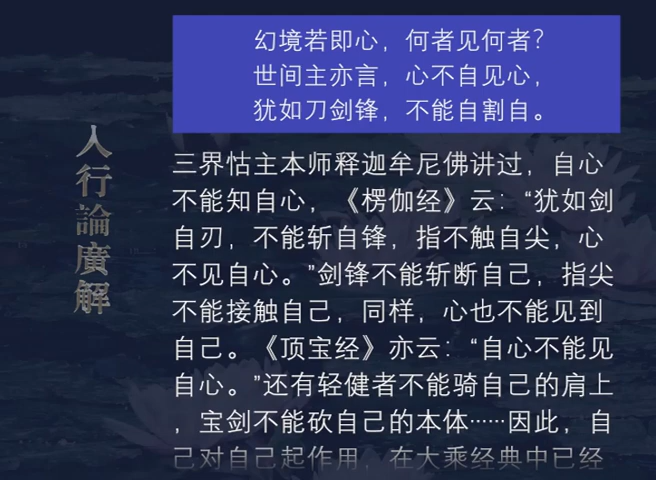 幻境若即心，何者见何者？
世间主亦言，心不自见心，
犹如刀剑锋，不能自割自。
入行論廣解
三界怙主本师释迦牟尼佛讲过，自心
不能知自心，《楞伽经》云：“犹如剑
自刃，不能斩自锋，指不触自尖，心
不见自心。”剑锋不能斩断自己，指尖
不能接触自己，同样，心也不能见到
自己。《顶宝经》亦云：“自心不能见
自心。”还有轻健者不能骑自己的肩上
，宝剑不能砍自己的本体……因此，自
己对自己起作用，在大乘经典中已经